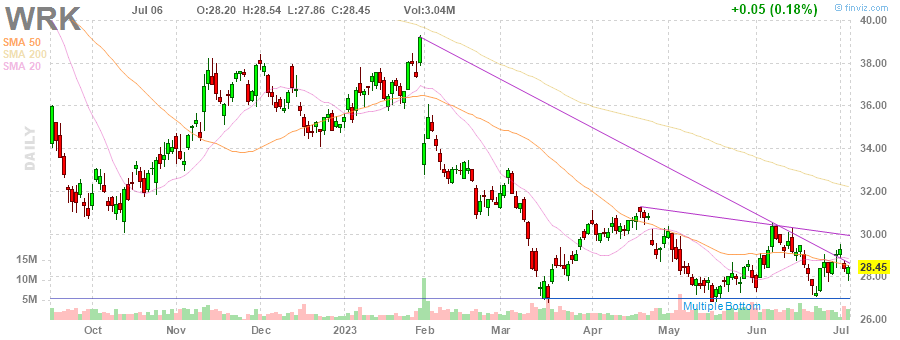 WRK Jul 06 O:28.20 H:28.54 L:27.86 C:28.45 Vol:3.04M +0.05 (0.18%) © finviz.com
SMA 50
SMA 200
SMA 20
DAILY
40.00
38.00
36.00
34.00
32.00
30.00
28.45
28.00
26.00
15M
10M
5M
Multiple Bottom
Oct Nov Dec 2023 Feb Mar Apr May Jun Jul